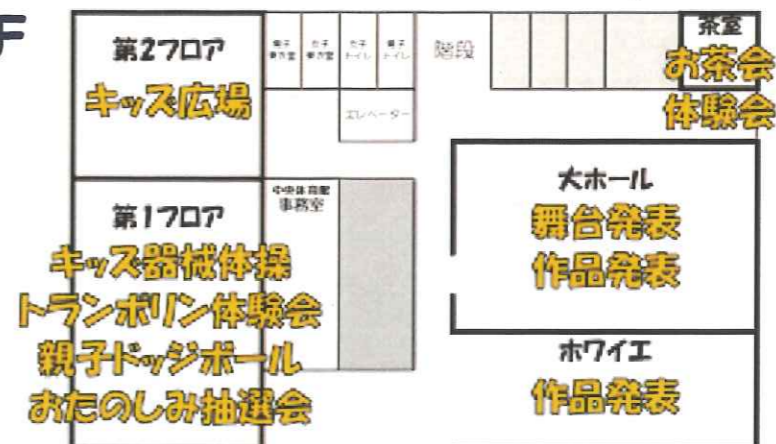 F
第2フロア
キッズ広場
男子
更衣室
女子
更衣室
女子
トイレ
男子
トイレ
階段
エレベーター
茶室
お茶会
体験会
第1フロア
キッズ器械体操
トランポリン体験会
親子ドッジボール
おたのしみ抽選会
中央体育館
事務室
大ホール
舞台発表
作品発表
ホワイエ
作品発表